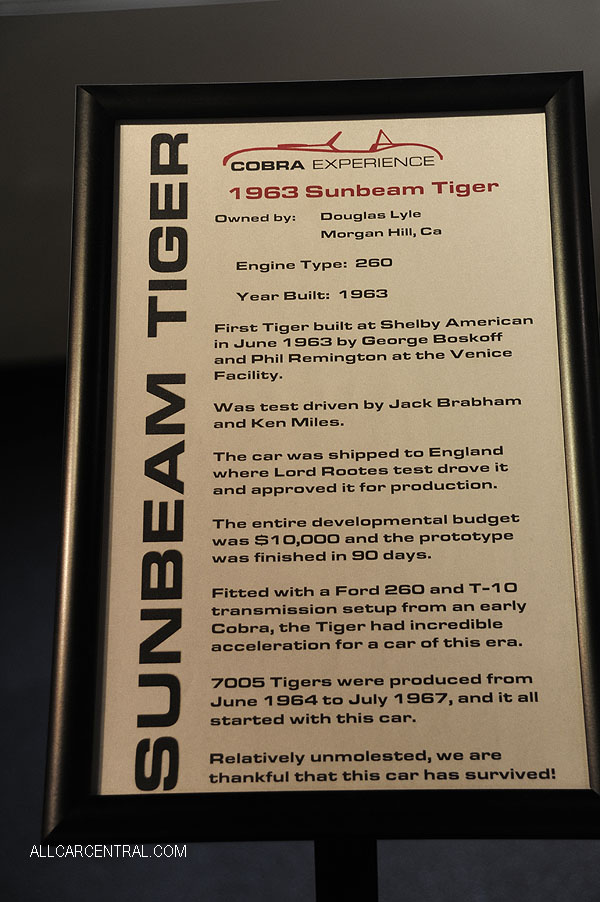 SUNBEAM TIGER
COBRA EXPERIENCE
1963 Sunbeam Tiger
Owned by: Douglas Lyle
Morgan Hill, Ca
Engine Type: 260
Year Built: 1963
First Tiger built at Shelby American
in June 1963 by George Boskoff
and Phil Remington at the Venice
Facility.
Was test driven by Jack Brabham
and Ken Miles.
The car was shipped to England
where Lord Rootes test drove it
and approved it for production.
The entire developmental budget
was $10,000 and the prototype
was finished in 90 days.
Fitted with a Ford 260 and T-10
transmission setup from an early
Cobra, the Tiger had incredible
acceleration for a car of this era.
7005 Tigers were produced from
June 1964 to July 1967, and it all
started with this car.
Relatively unmolested, we are
thankful that this car has survived!
ALLCARCENTRAL.COM